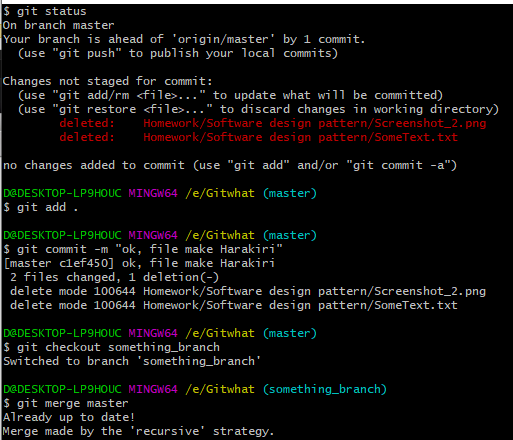 $ git status
On branch master
Your branch is ahead of 'origin/master' by 1 commit.
  (use "git push" to publish your local commits)

Changes not staged for commit:
  (use "git add/rm <file>..." to update what will be committed)
  (use "git restore <file>..." to discard changes in working directory)
        deleted:    Homework/Software design pattern/Screenshot_2.png
        deleted:    Homework/Software design pattern/SomeText.txt

no changes added to commit (use "git add" and/or "git commit -a")

D@DESKTOP-LP9HOUC MINGW64 /e/Gitwhat (master)
$ git add .

D@DESKTOP-LP9HOUC MINGW64 /e/Gitwhat (master)
$ git commit -m "ok, file make Harakiri"
[master c1ef450] ok, file make Harakiri
 2 files changed, 1 deletion(-)
 delete mode 100644 Homework/Software design pattern/Screenshot_2.png
 delete mode 100644 Homework/Software design pattern/SomeText.txt

D@DESKTOP-LP9HOUC MINGW64 /e/Gitwhat (master)
$ git checkout something_branch
Switched to branch 'something_branch'

D@DESKTOP-LP9HOUC MINGW64 /e/Gitwhat (something_branch)
$ git merge master
Already up to date!
Merge made by the 'recursive' strategy.